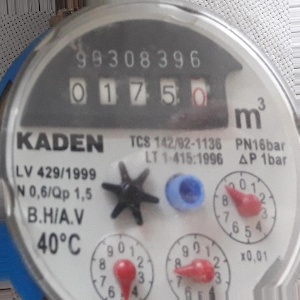 99308396
01750
m³
KADEN
TCS 142/92-1136 PN16bar
LT 1-415:1996 ΔP 1bar
LV 429/1999
N 0,6/Qp 1,5
B.H/A.V
40°C
x0,01